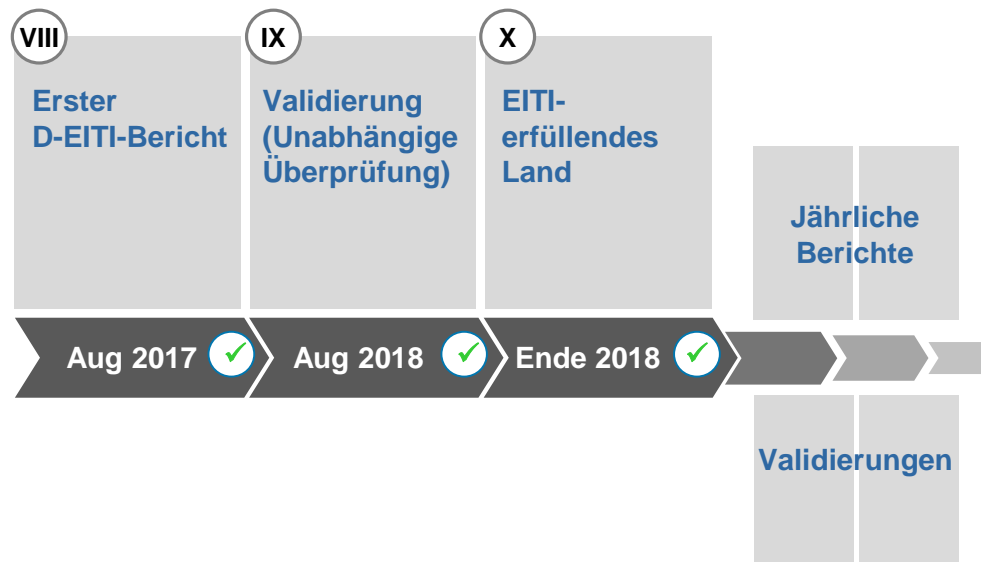 VIII
Erster
D-EITI-Bericht
Aug 2017
IX
Validierung
(Unabhängige
Überprüfung)
Aug 2018
X
EITI-
erfüllendes
Land
Ende 2018
Jährliche
Berichte
Validierungen